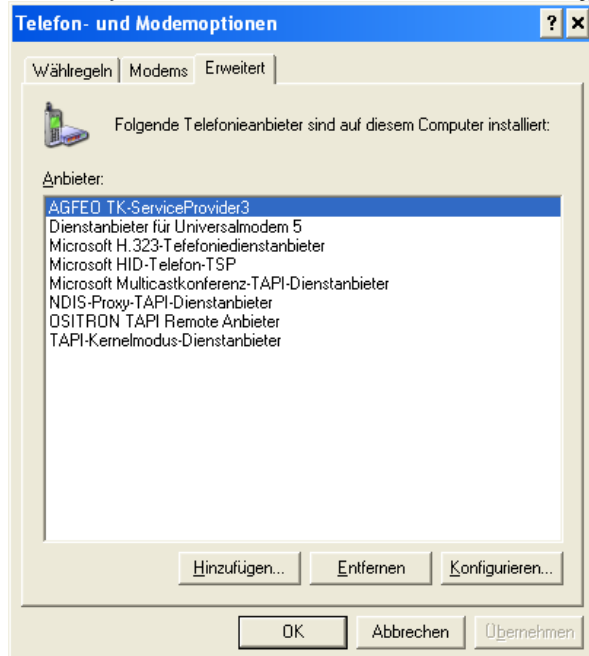 Telefon- und Modemoptionen
Wählregeln Modems Erweitert
Folgende Telefonieanbieter sind auf diesem Computer installiert:
Anbieter:
AGFEO TK-ServiceProvider3
Dienstanbieter für Universalmodem 5
Microsoft H.323-Tefefoniedienstanbieter
Microsoft HID-Telefon-TSP
Microsoft Multicastkonferenz-TAPI-Dienstanbieter
NDIS-Proxy-TAPI-Dienstanbieter
OSITRON TAPI Remote Anbieter
TAPI-Kernelmodus-Dienstanbieter
Hinzufügen... Entfernen Konfigurieren...
OK Abbrechen Übernehmen